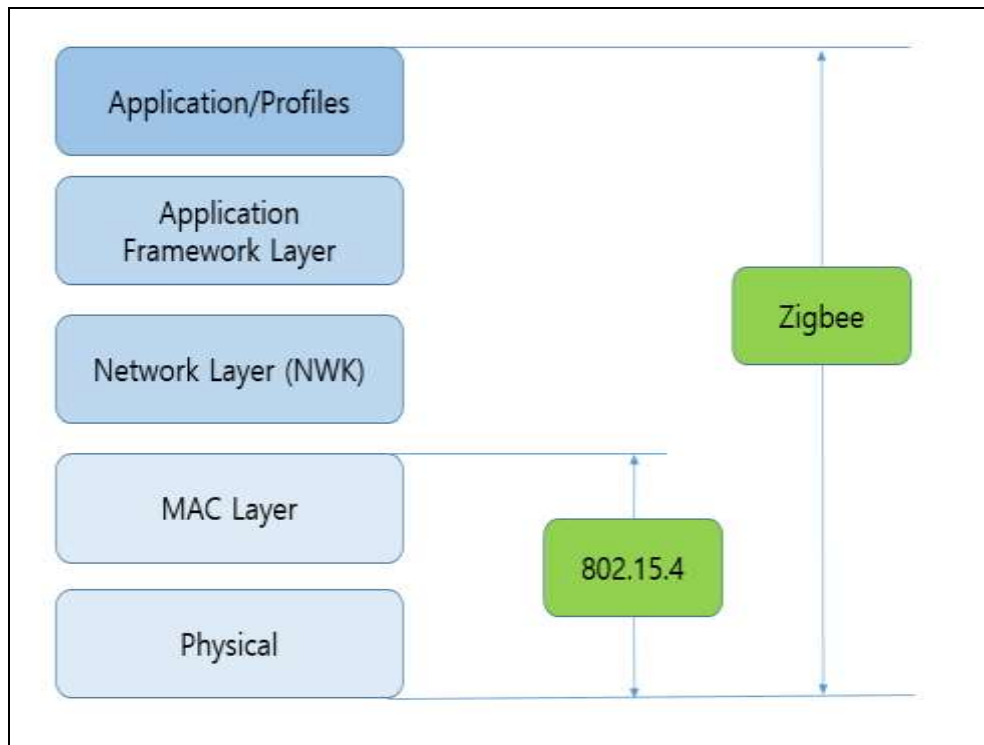 Application/Profiles
Application
Framework Layer
Zigbee
Network Layer (NWK)
MAC Layer
802.15.4
Physical